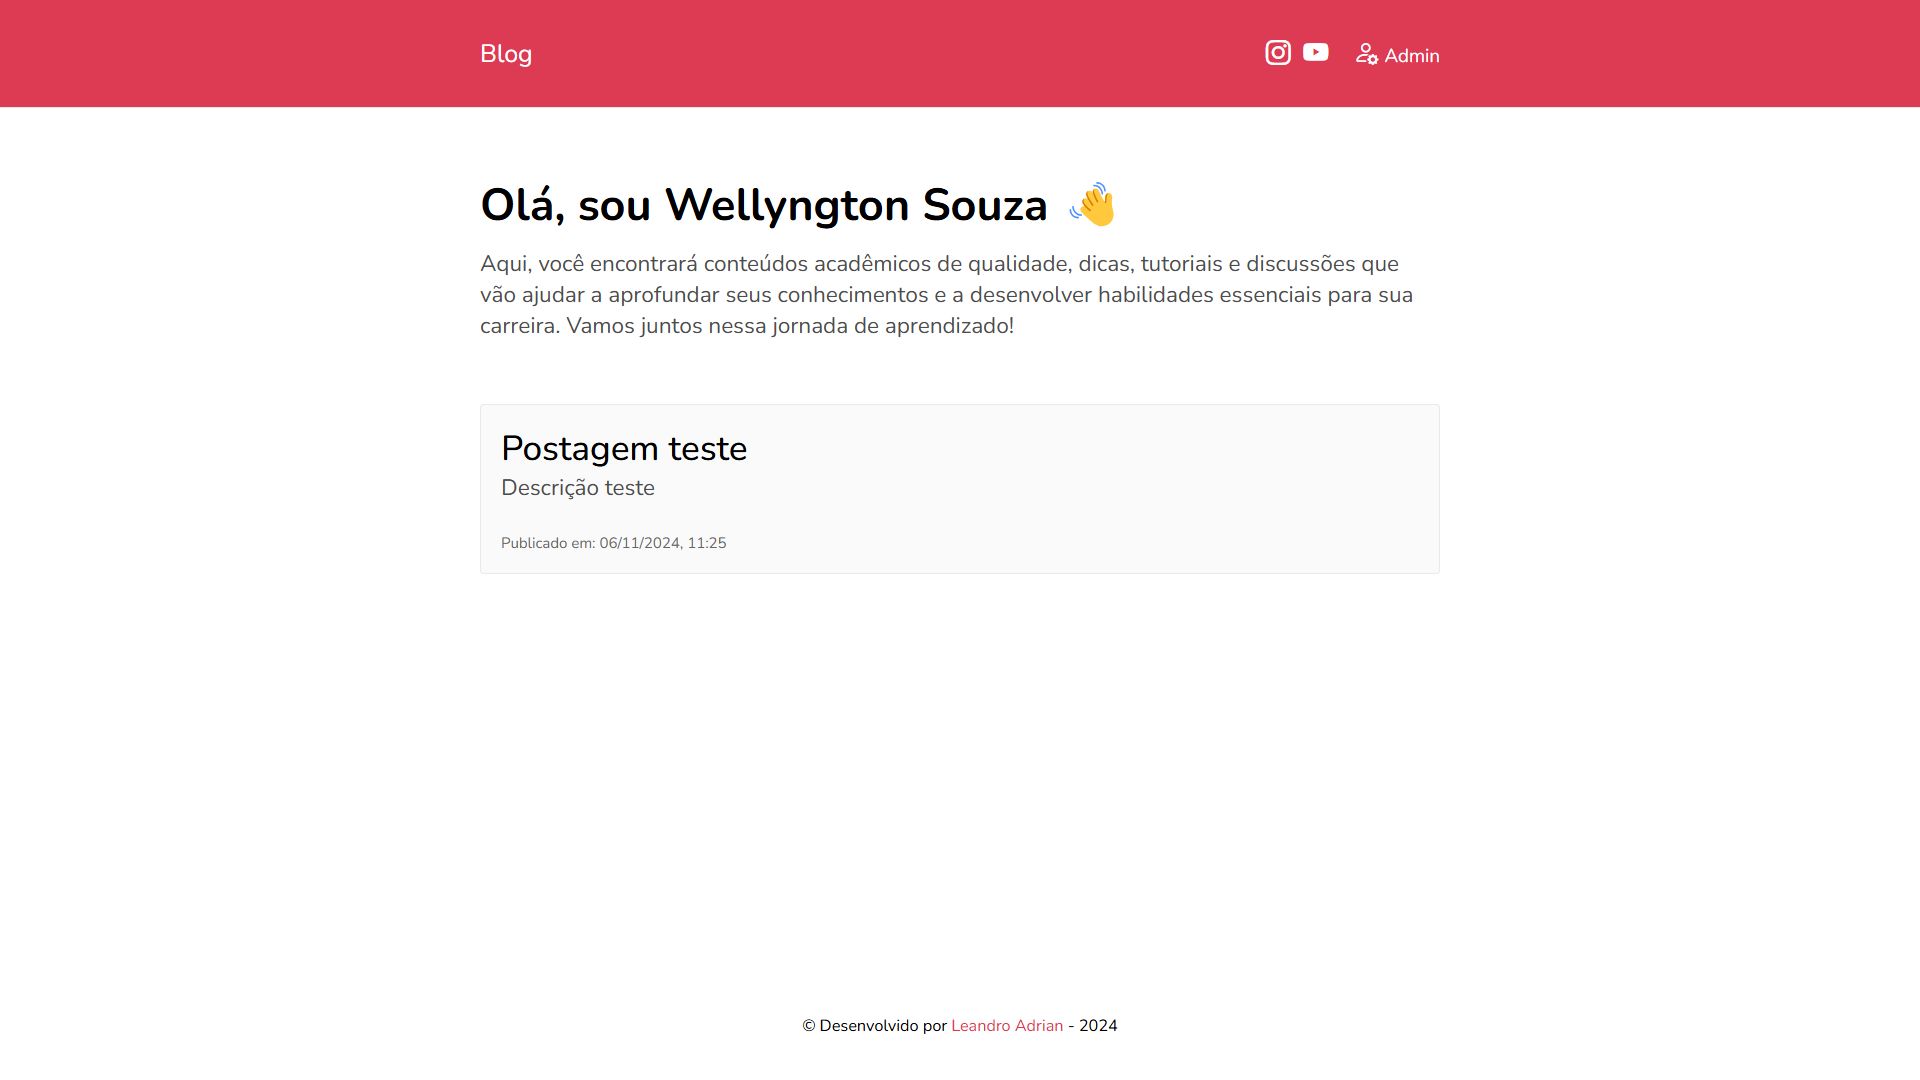 Blog
Admin
Olá, sou Wellyngton Souza 👋
Aqui, você encontrará conteúdos acadêmicos de qualidade, dicas, tutoriais e discussões que
vão ajudar a aprofundar seus conhecimentos e a desenvolver habilidades essenciais para sua
carreira. Vamos juntos nessa jornada de aprendizado!
Postagem teste
Descrição teste
Publicado em: 06/11/2024, 11:25
© Desenvolvido por Leandro Adrian - 2024